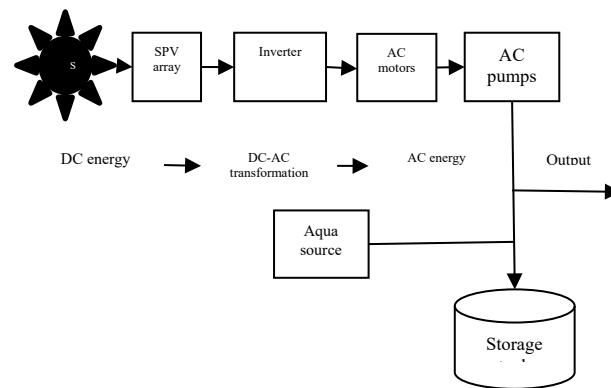 S
SPV
array
Inverter
AC
motors
AC
pumps
DC energy
DC-AC
transformation
AC energy
Output
Aqua
source
Storage